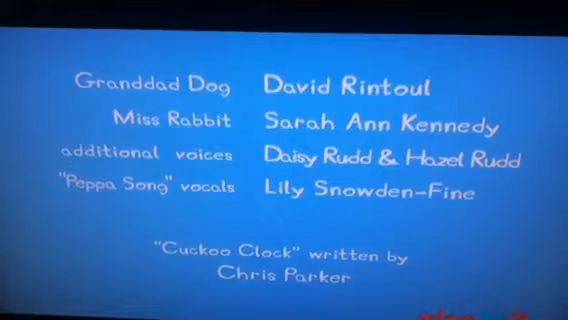 Granddad Dog David Rintoul
Miss Rabbit Sarah Ann Kennedy
additional voices Daisy Rudd & Hazel Rudd
"Peppa Song" vocals Lily Snowden-Fine
"Cuckoo Clock" written by
Chris Parker